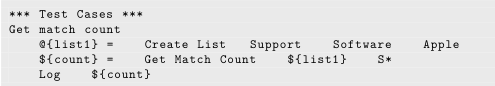 *** Test Cases ***
Get match count
    @{list1} =    Create List    Support    Software    Apple
    ${count} =    Get Match Count    ${list1}    S*
    Log    ${count}